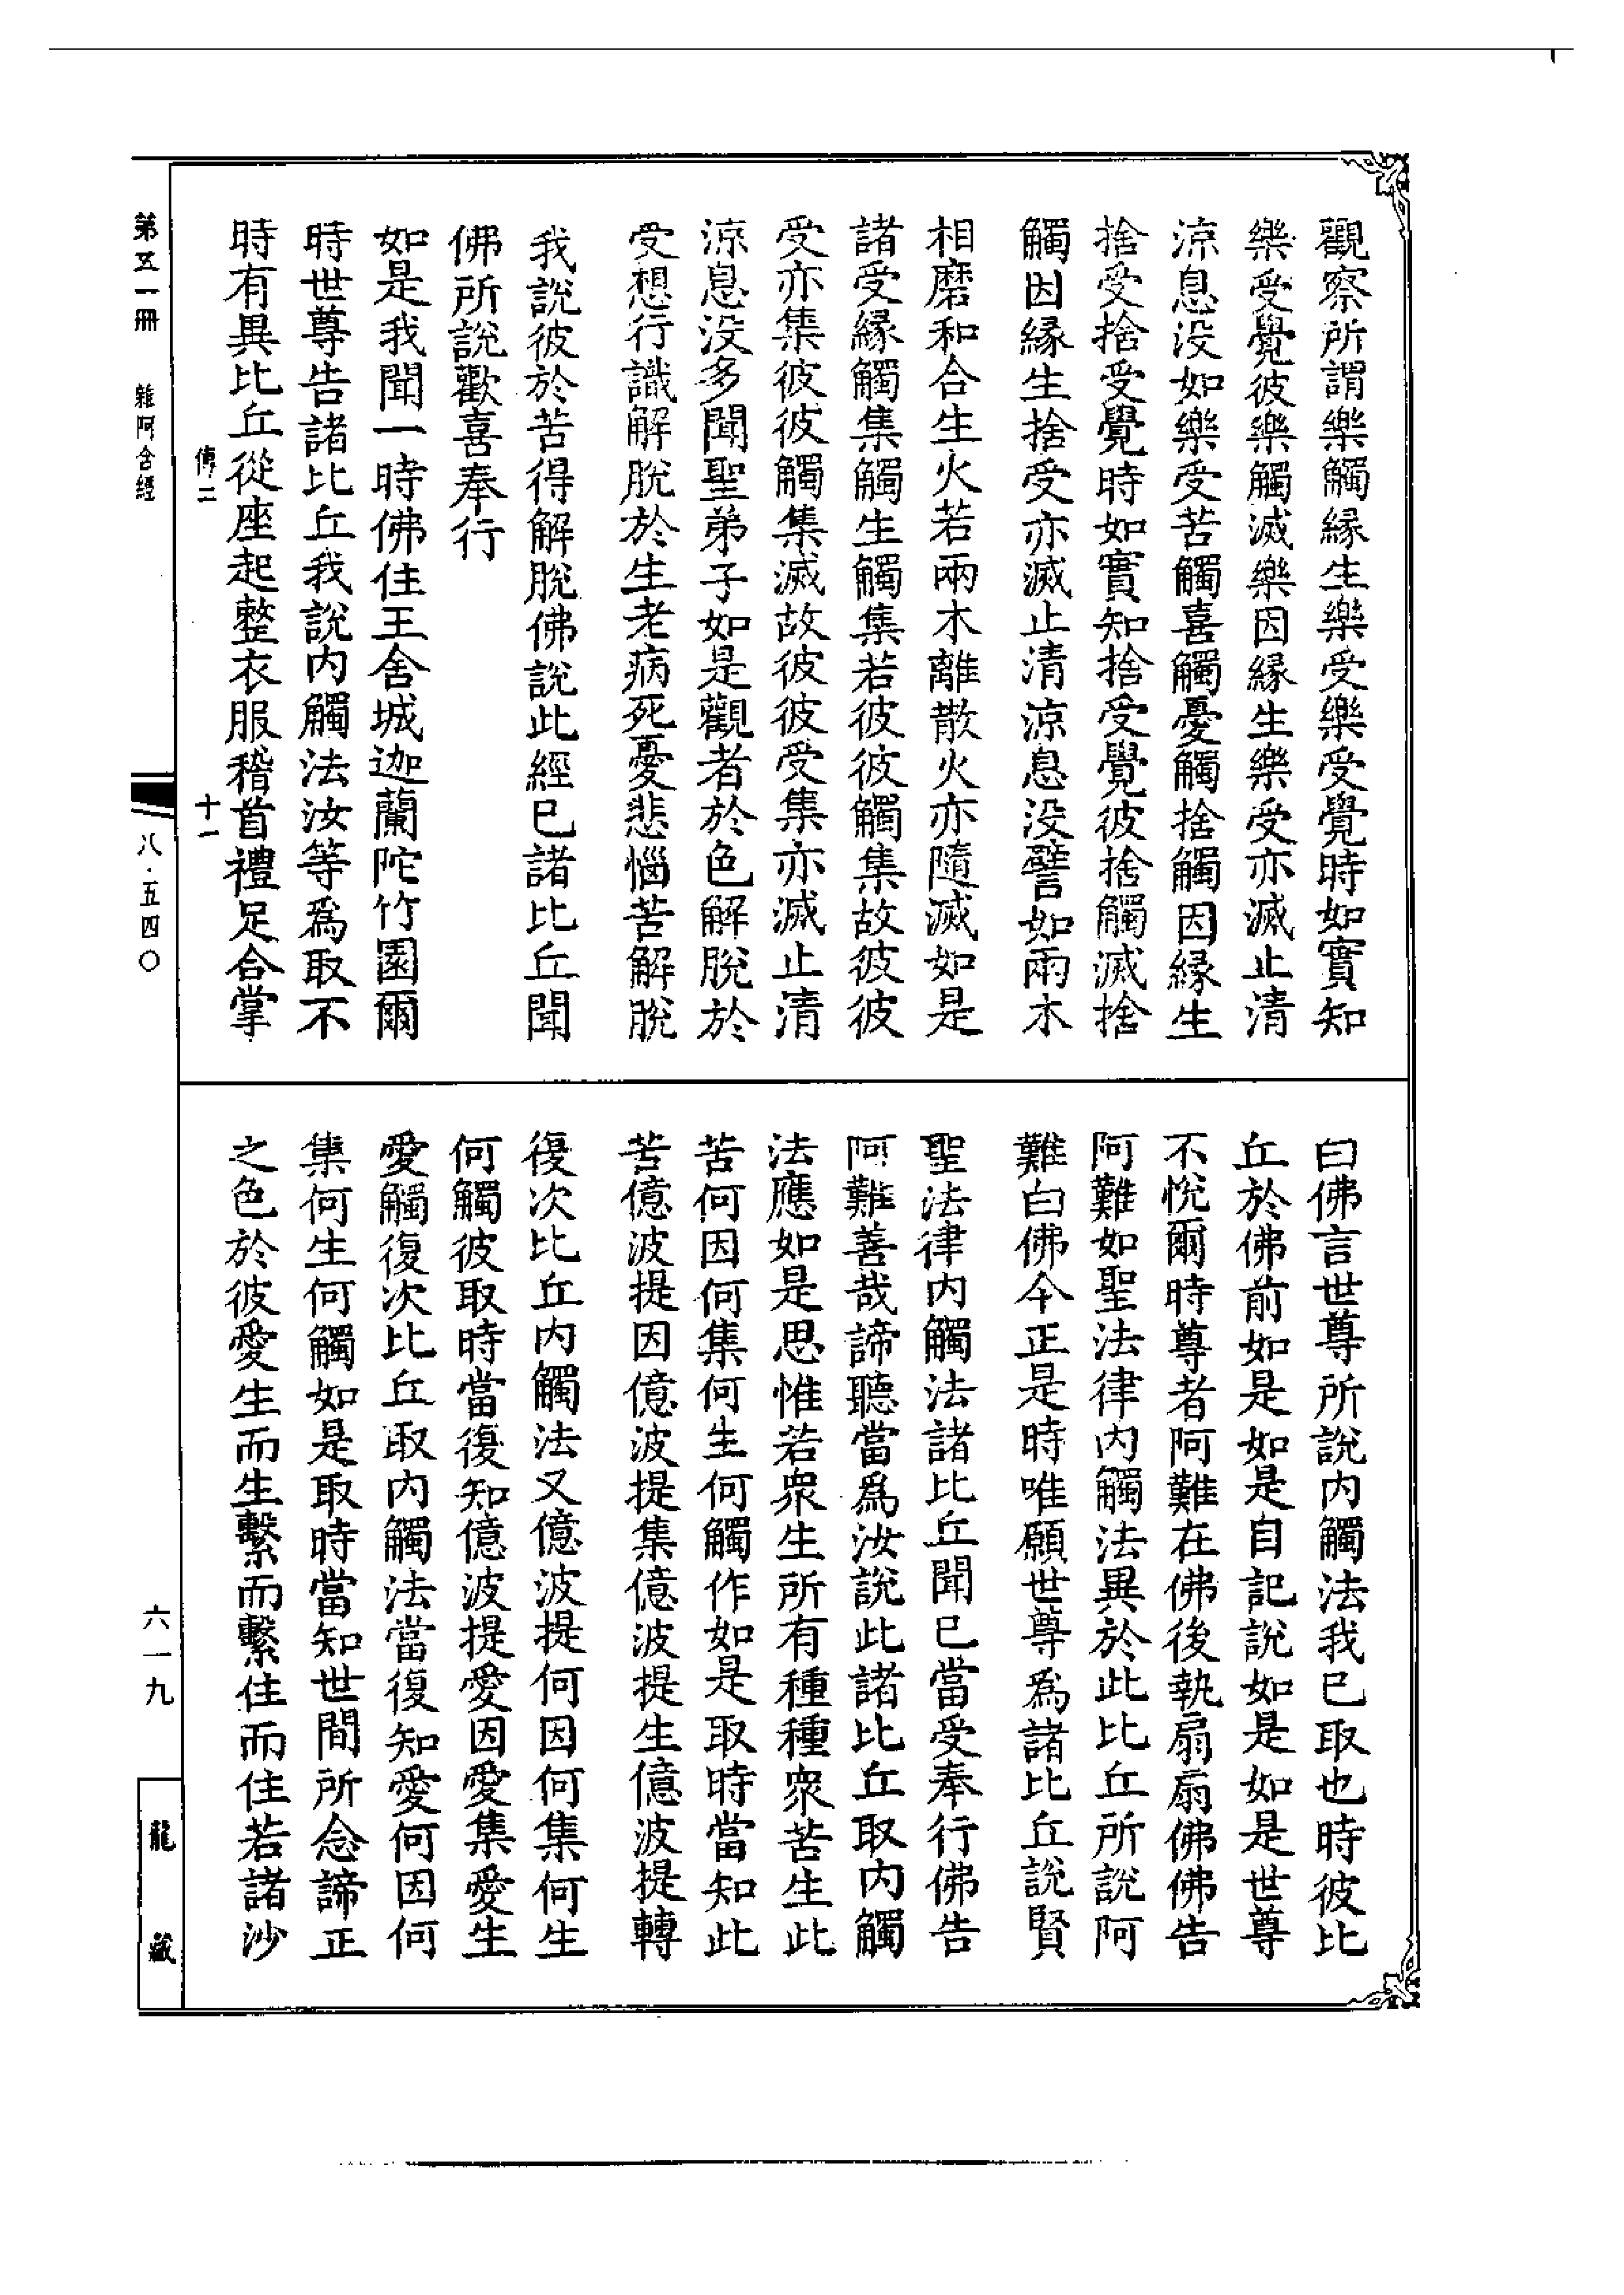 觀察所謂樂觸緣生樂受樂受覺時如實知
樂受覺彼樂觸滅樂因緣生樂受亦滅止清
涼息没如樂受苦觸喜觸憂觸捨觸因緣生
捨受捨受覺時如實知捨受覺彼捨觸滅捨
觸因緣生捨受亦滅止清涼息没譬如兩木
相磨和合生火若兩木離散火亦隨滅如是
諸受緣觸集觸生觸集若彼彼觸集故彼彼
受亦集彼彼觸集滅故彼彼受集亦滅止清
涼息没多聞聖弟子如是觀者於色解脫於
受想行識解脫於生老病死憂悲惱苦解脫
我說彼於苦得解脫佛說此經已諸比丘聞
佛所說歡喜奉行
如是我聞一時佛住王舍城迦蘭陀竹園爾
時世尊告諸比丘我說内觸法汝等爲取不
時有異比丘從座起整衣服稽首禮足合掌
傳二
十一
曰佛言世尊所說内觸法我已取也時彼比
丘於佛前如是如是自記說如是如是世尊
不悅爾時尊者阿難在佛後執扇扇佛佛告
阿難如聖法律内觸法異於此比丘所說阿
難白佛今正是時唯願世尊爲諸比丘說賢
聖法律内觸法諸比丘聞已當受奉行佛告
阿難善哉諦聽當爲汝說此諸比丘取内觸
法應如是思惟若衆生所有種種衆苦生此
苦何因何集何生何觸作如是取時當知此
苦億波提因億波提集億波提生億波提轉
復次比丘内觸法又億波提何因何集何生
何觸彼取時當復知億波提愛因愛集愛生
愛觸復次比丘取内觸法當復知愛何因何
集何生何觸如是取時當知世間所念諦正
之色於彼愛生而生繫而繫住而住若諸沙
第五一冊
雜阿含經
八·五四〇
六一九
龍藏